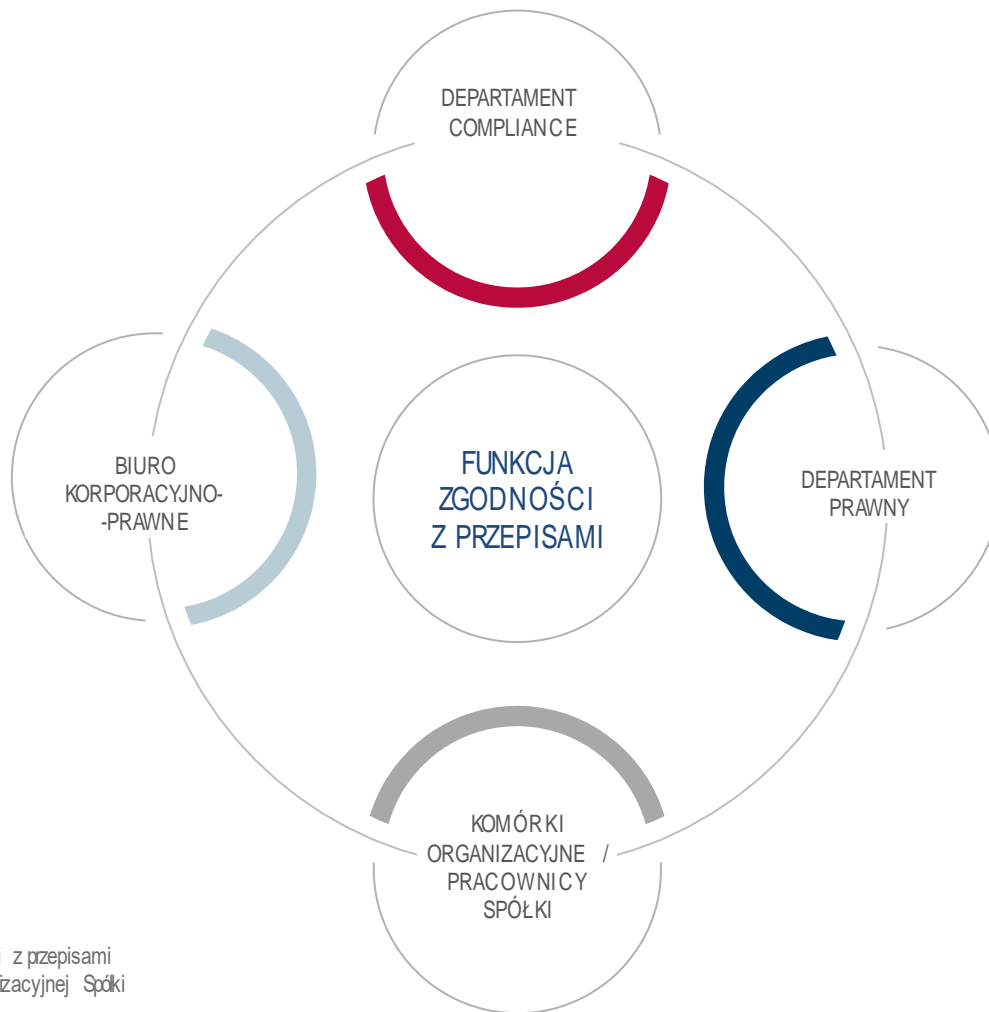 DEPARTAMENT
COMPLIANCE
BIURO
KORPORACYJNO-
-PRAWNE
FUNKCJA
ZGODNOŚCI
Z PRZEPISAMI
DEPARTAMENT
PRAWNY
KOMÓRKI
ORGANIZACYJNE /
PRACOWNICY
SPÓŁKI
z przepisami
Spółki